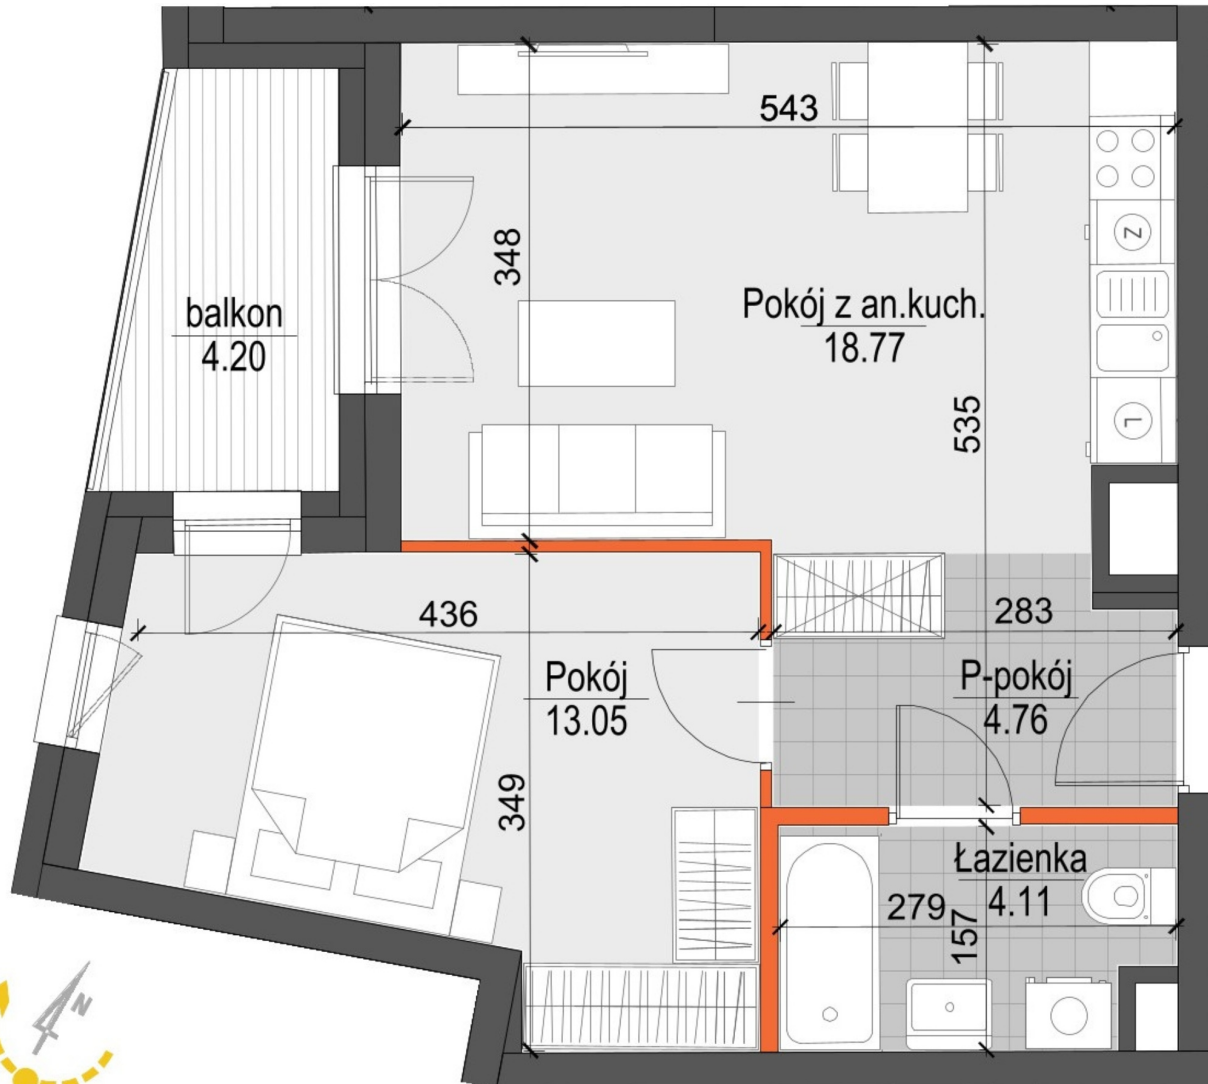 543
348
Z
balkon
4.20
Pokój z an.kuch.
18.77
535
L
436
283
Pokój
13.05
P-pokój
4.76
349
Łazienka
4.11
279
157
N